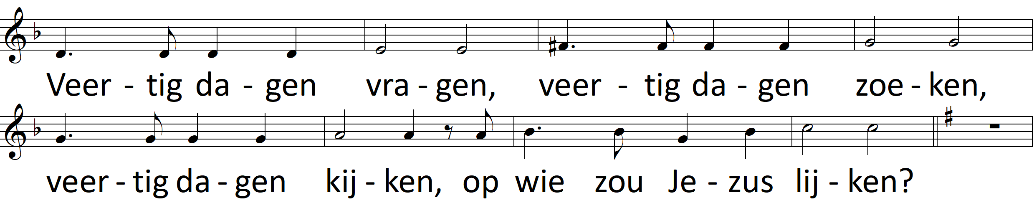 Veer - tig da - gen vra - gen, veer - tig da - gen zoe - ken,
veer - tig da - gen kij - ken, op wie zou Je - zus lij - ken?